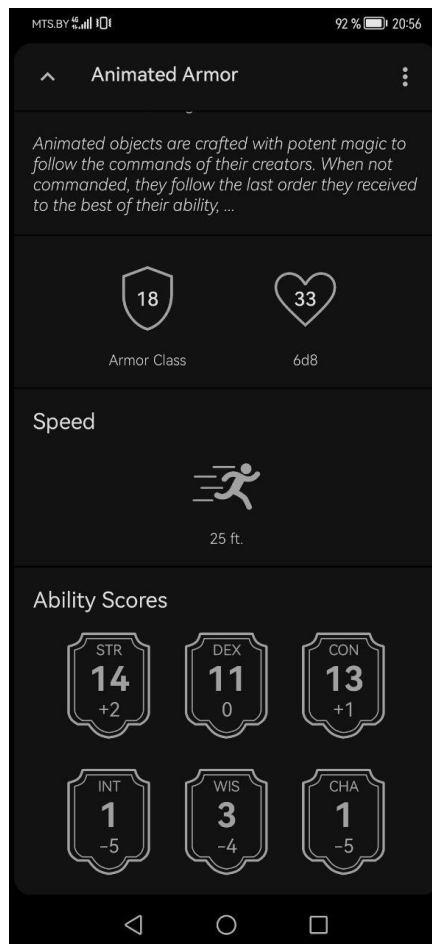 MTS.BY 92 % 20:56
Animated Armor
Animated objects are crafted with potent magic to
follow the commands of their creators. When not
commanded, they follow the last order they received
to the best of their ability, ...
18 33
Armor Class 6d8
Speed
25 ft.
Ability Scores
STR DEX CON
14 11 13
+2 0 +1
INT WIS CHA
1 3 1
-5 -4 -5